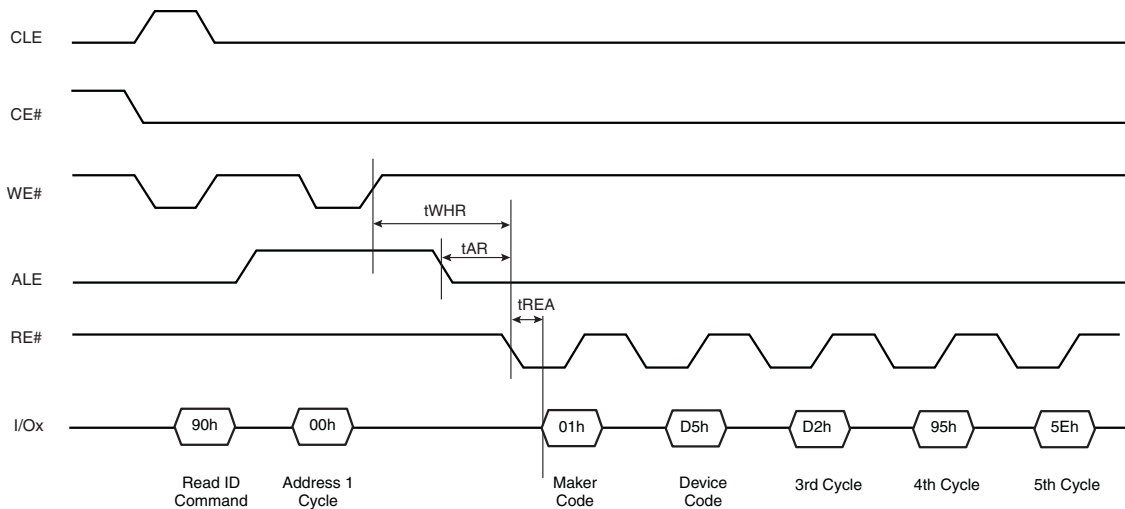 CLE
CE#
WE#
tWHR
tAR
ALE
tREA
RE#
I/Ox
90h
00h
01h
D5h
D2h
95h
5Eh
Read ID
Command
Address 1
Cycle
Maker
Code
Device
Code
3rd Cycle
4th Cycle
5th Cycle